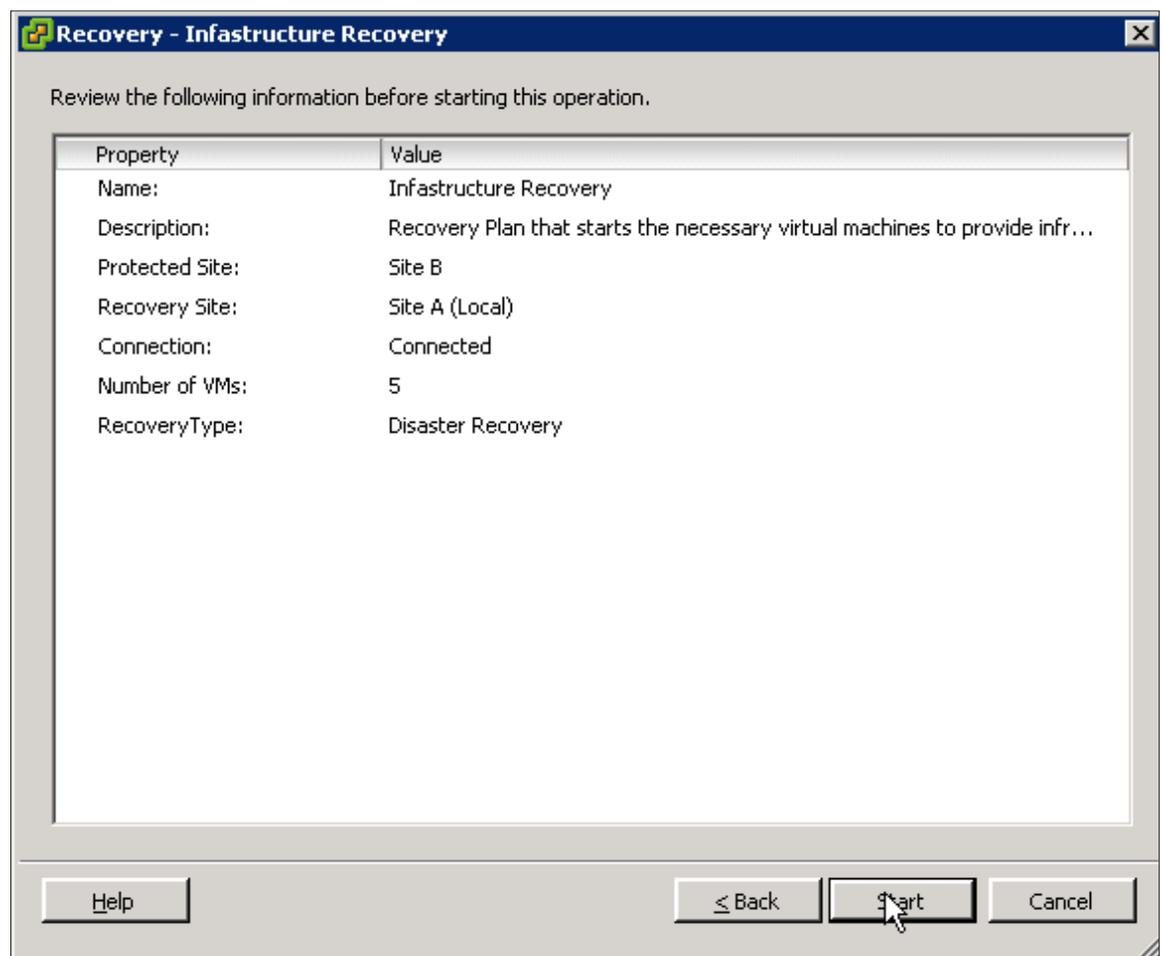 Recovery - Infastructure Recovery
Review the following information before starting this operation.
Property Value
Name: Infastructure Recovery
Description: Recovery Plan that starts the necessary virtual machines to provide infr...
Protected Site: Site B
Recovery Site: Site A (Local)
Connection: Connected
Number of VMs: 5
RecoveryType: Disaster Recovery
Help < Back Start Cancel